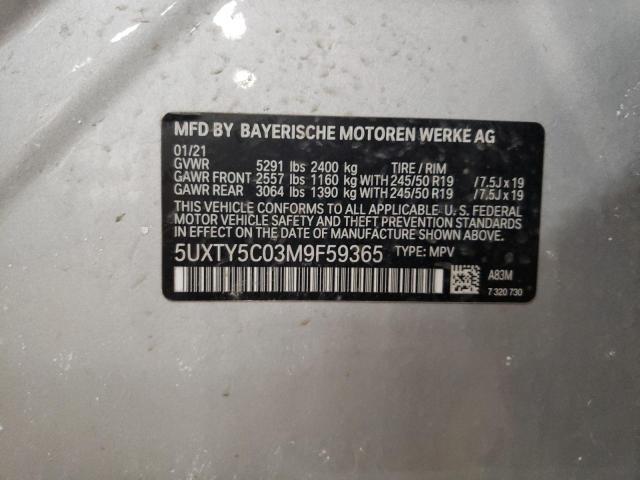 MFD BY BAYERISCHE MOTOREN WERKE AG
01/21
GVWR 5291 lbs 2400 kg TIRE / RIM
GAWR FRONT 2557 lbs 1160 kg WITH 245/50 R19 / 7.5J x 19
GAWR REAR 3064 lbs 1390 kg WITH 245/50 R19 / 7.5J x 19
THIS VEHICLE CONFORMS TO ALL APPLICABLE U. S. FEDERAL
MOTOR VEHICLE SAFETY AND THEFT PREVENTION STANDARDS
IN EFFECT ON THE DATE OF MANUFACTURE SHOWN ABOVE.
5UXTY5C03M9F59365 TYPE: MPV
A83M
7 320 730